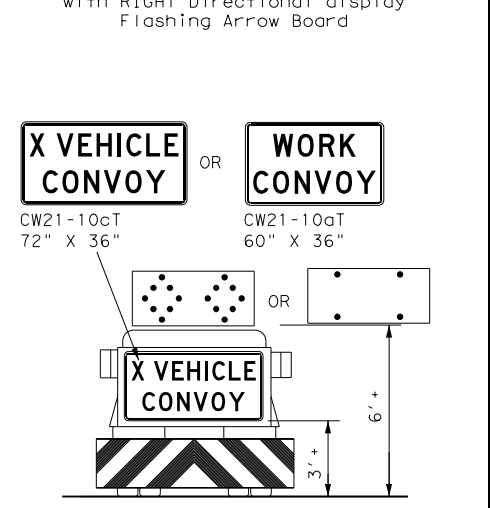 with RIGHT Directional display
Flashing Arrow Board
X VEHICLE
CONVOY
OR
WORK
CONVOY
CW21-10cT
72" X 36"
CW21-10aT
60" X 36"
OR
X VEHICLE
CONVOY
3' +
6' +